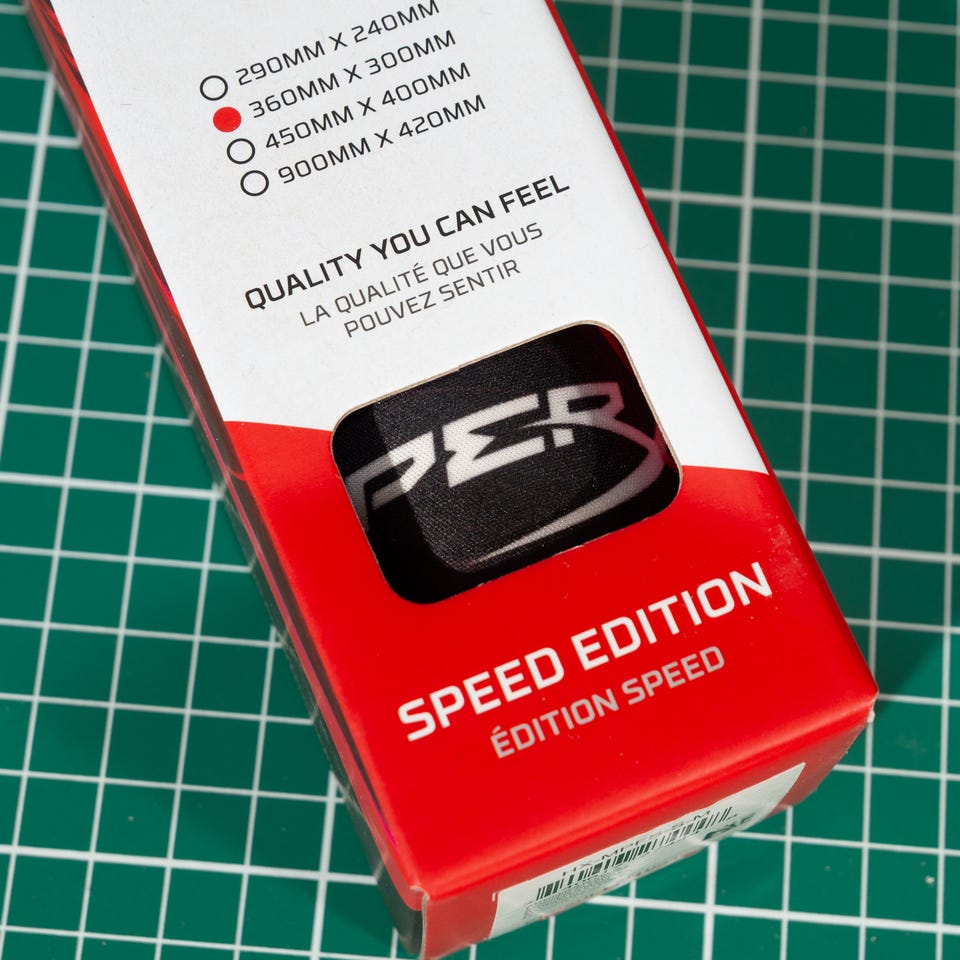 290MM X 240MM
360MM X 300MM
450MM X 400MM
900MM X 420MM
QUALITY YOU CAN FEEL
LA QUALITÉ QUE VOUS
POUVEZ SENTIR
PER
SPEED EDITION
ÉDITION SPEED